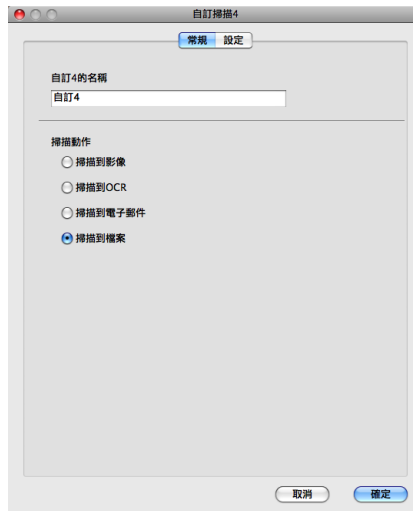 自訂掃描4
常規 設定
自訂4的名稱
自訂4
掃描動作
掃描到影像
掃描到OCR
掃描到電子郵件
掃描到檔案
取消 確定